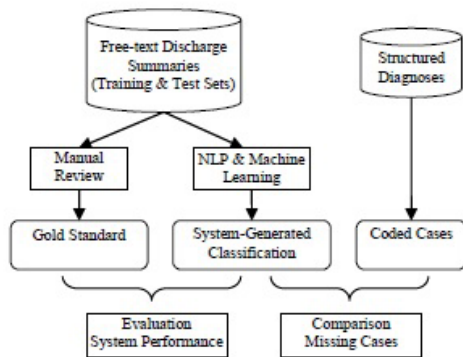 Free-text Discharge
Summaries
(Training & Test Sets)
Structured
Diagnoses
Manual
Review
NLP & Machine
Learning
Gold Standard
System-Generated
Classification
Coded Cases
Evaluation
System Performance
Comparison
Missing Cases